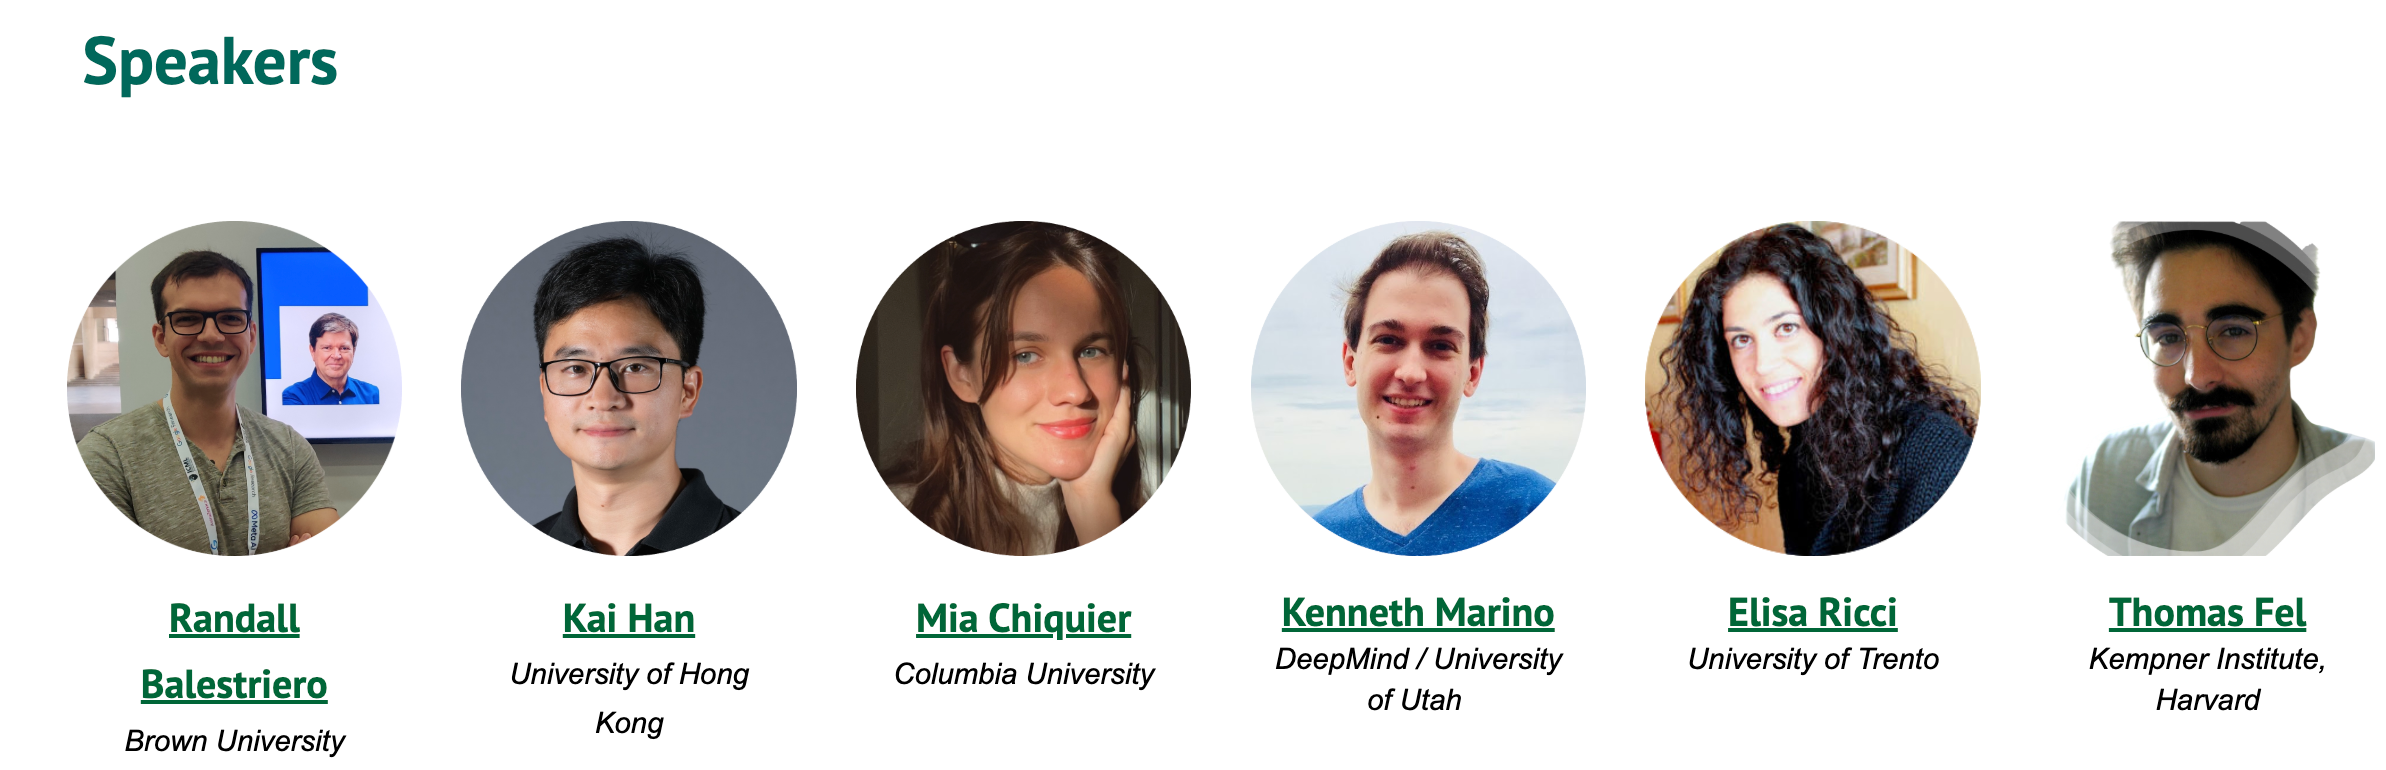 Speakers
Randall
Balestriero
Brown University
Kai Han
University of Hong
Kong
Mia Chiquier
Columbia University
Kenneth Marino
DeepMind / University
of Utah
Elisa Ricci
University of Trento
Thomas Fel
Kempner Institute,
Harvard